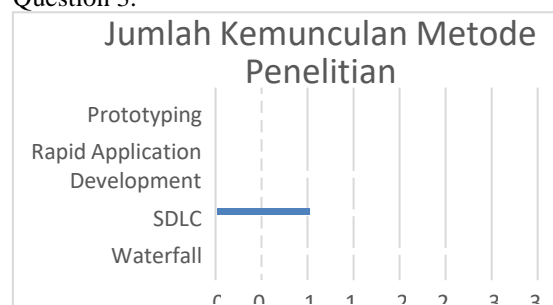 Question 3.
Jumlah Kemunculan Metode
Penelitian
Prototyping
Rapid Application
Development
SDLC
Waterfall
0 0 1 1 2 2 3 3